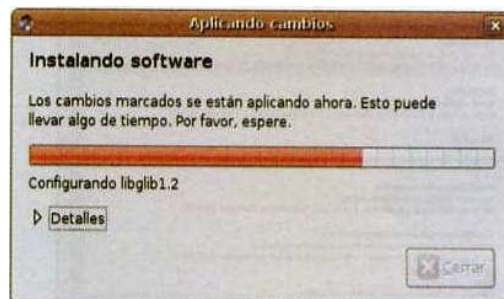 Aplicando cambios
Instalando software
Los cambios marcados se están aplicando ahora. Esto puede
llevar algo de tiempo. Por favor, espere.
Configurando libglib1.2
Detalles
Cerrar